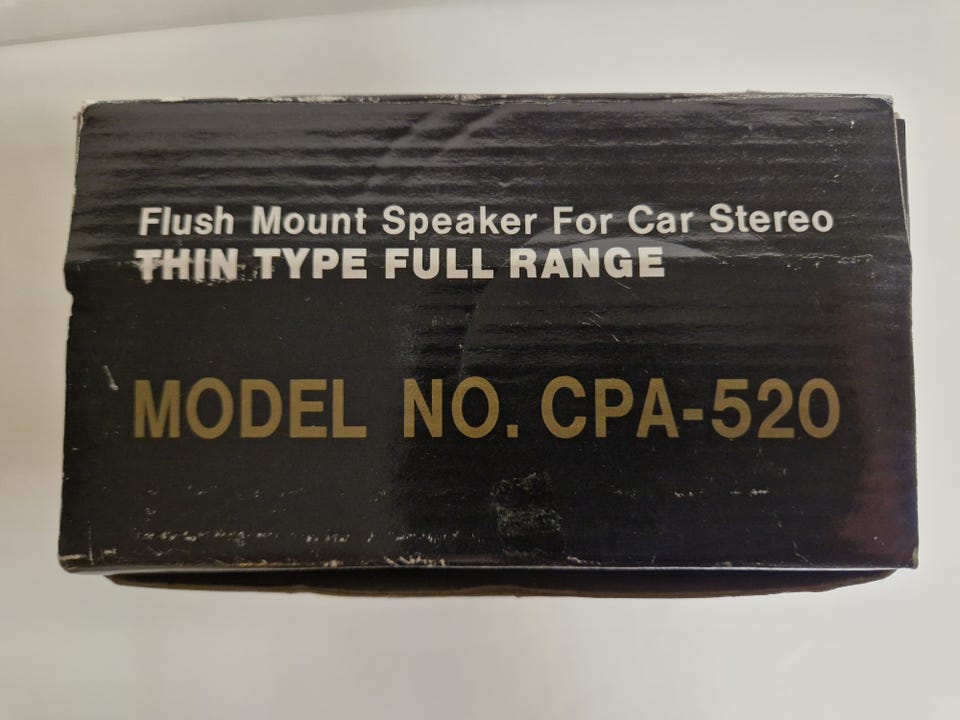 Flush Mount Speaker For Car Stereo
THIN TYPE FULL RANGE
MODEL NO. CPA-520